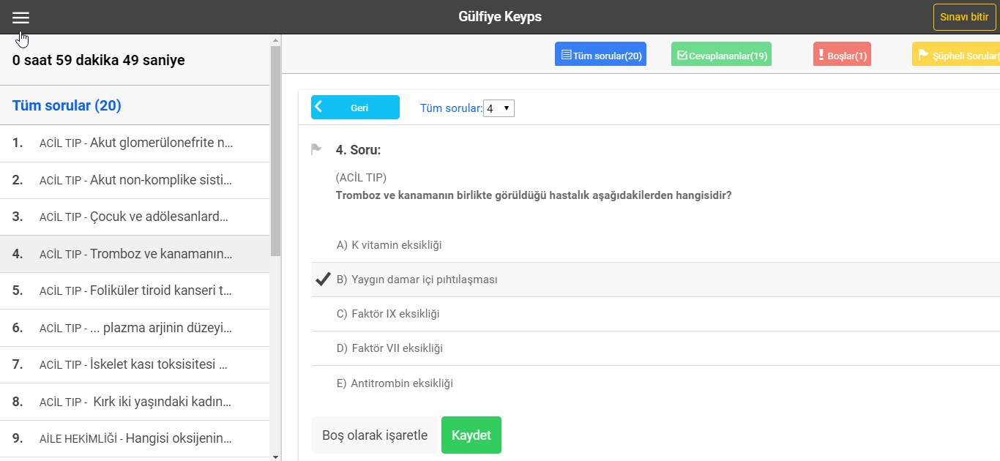 Gülfiye Keyps
Sınavı bitir
0 saat 59 dakika 49 saniye
Tüm sorular (20)
1. ACİL TIP - Akut glomerülonefrite n...
2. ACİL TIP - Akut non-komplike sisti...
3. ACİL TIP - Çocuk ve adölesanlard...
4. ACİL TIP - Tromboz ve kanamanın...
5. ACİL TIP - Foliküler tiroid kanseri t...
6. ACİL TIP - ... plazma arjinin düzeyi...
7. ACİL TIP - İskelet kası toksisitesi ...
8. ACİL TIP - Kırk iki yaşındaki kadın...
9. AİLE HEKİMLİĞİ - Hangisi oksijenin...
Tüm sorular(20)
Cevaplananlar(19)
Boşlar(1)
Şüpheli Sorular(
Geri
Tüm sorular: 4
4. Soru:
(ACİL TIP)
Tromboz ve kanamanın birlikte görüldüğü hastalık aşağıdakilerden hangisidir?
A) K vitamin eksikliği
B) Yaygın damar içi pıhtılaşması
C) Faktör IX eksikliği
D) Faktör VII eksikliği
E) Antitrombin eksikliği
Boş olarak işaretle
Kaydet